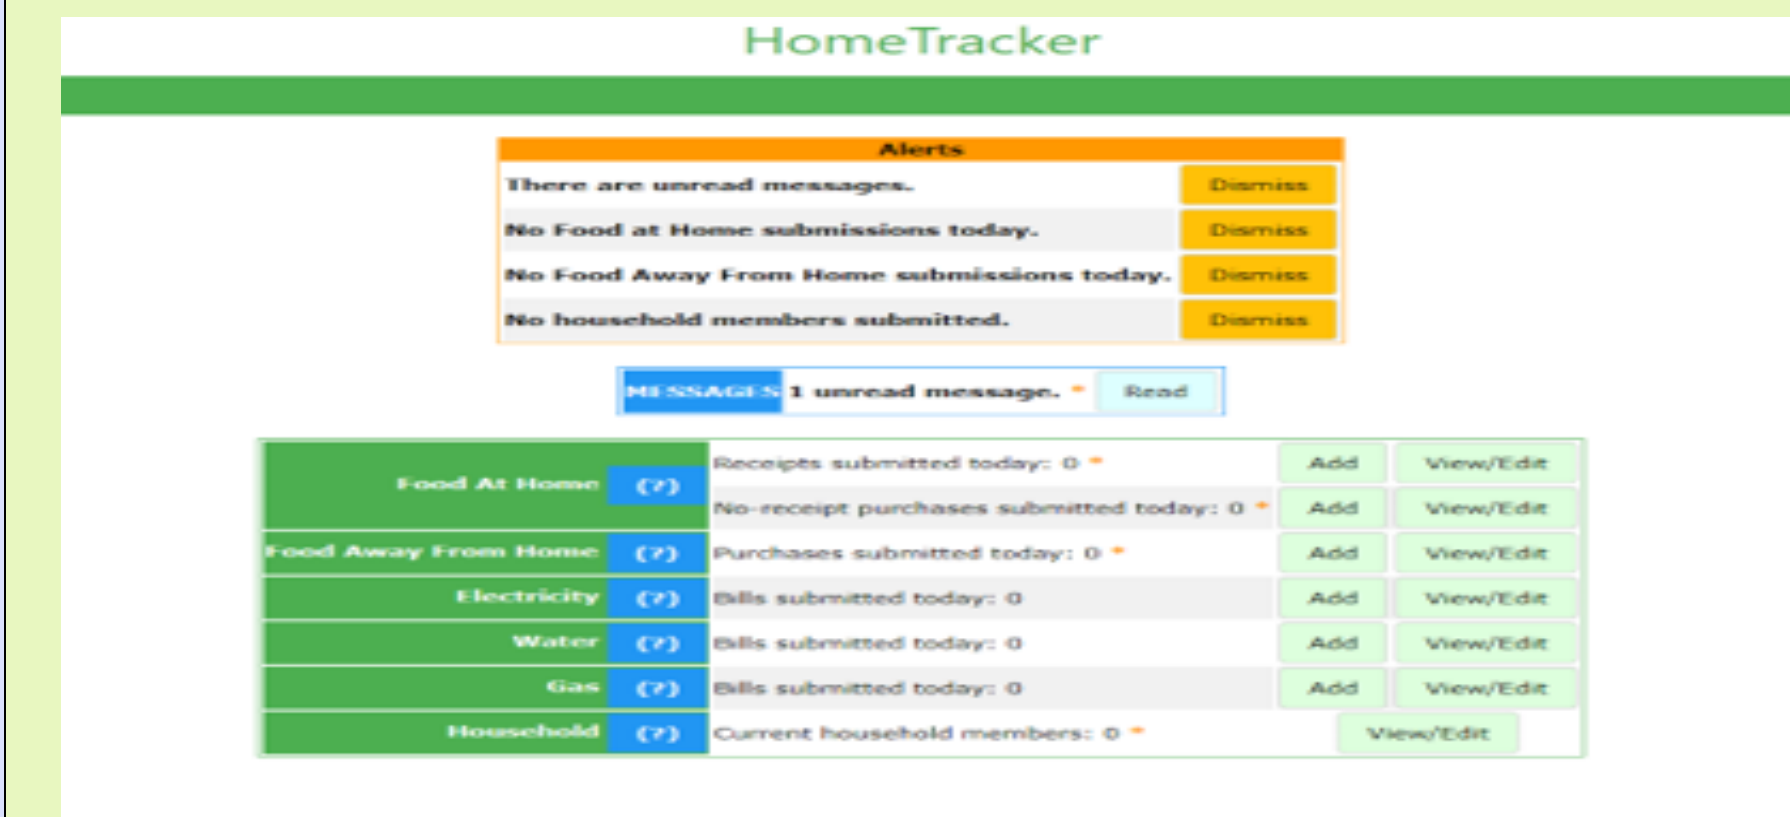 HomeTracker
Alerts
There are unread messages. Dismiss
No Food at Home submissions today. Dismiss
No Food Away From Home submissions today. Dismiss
No household members submitted. Dismiss
MESSAGES 1 unread message. * Read
Food At Home (?) Receipts submitted today: 0 * Add View/Edit
No-receipt purchases submitted today: 0 * Add View/Edit
Food Away From Home (?) Purchases submitted today: 0 * Add View/Edit
Electricity (?) Bills submitted today: 0 Add View/Edit
Water (?) Bills submitted today: 0 Add View/Edit
Gas (?) Bills submitted today: 0 Add View/Edit
Household (?) Current household members: 0 * View/Edit